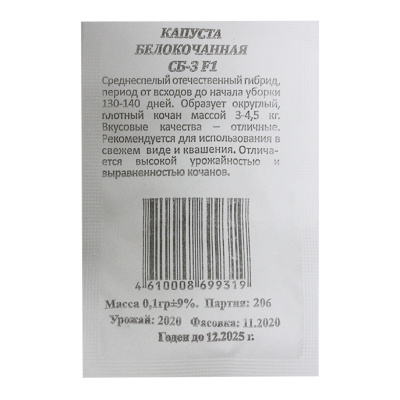 КАПУСТА
БЕЛОКОЧАННАЯ
СБ-3 F1
Среднеспелый отечественный гибрид,
период от всходов до начала уборки
130-140 дней. Образует округлый,
плотный кочан массой 3-4,5 кг.
Вкусовые качества – отличные.
Рекомендуется для использования в
свежем виде и квашения. Отлича-
ется высокой урожайностью и
выравненностью кочанов.
4610008699319
Масса 0,1гр±9%. Партия: 206
Урожай: 2020 Фасовка: 11.2020
Годен до 12.2025 г.